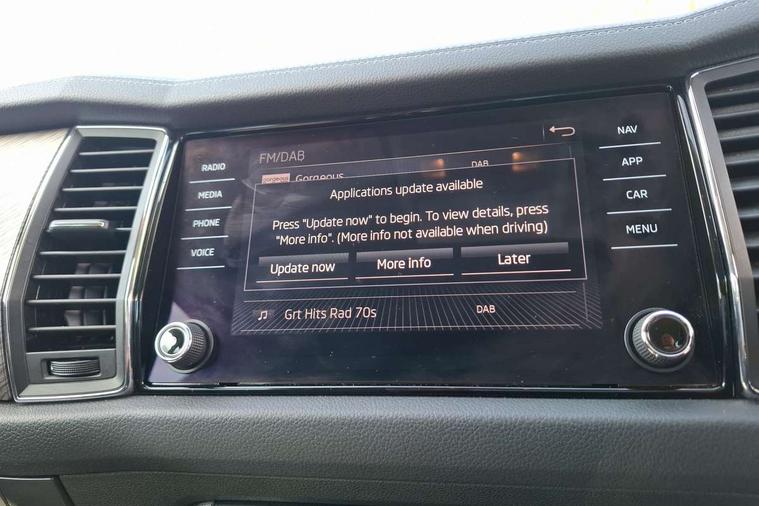 RADIO
MEDIA
PHONE
VOICE
FM/DAB
gorgeous
Gorgeous
DAB
Applications update available
Press "Update now" to begin. To view details, press
"More info". (More info not available when driving)
Update now
More info
Later
Grt Hits Rad 70s
DAB
NAV
APP
CAR
MENU